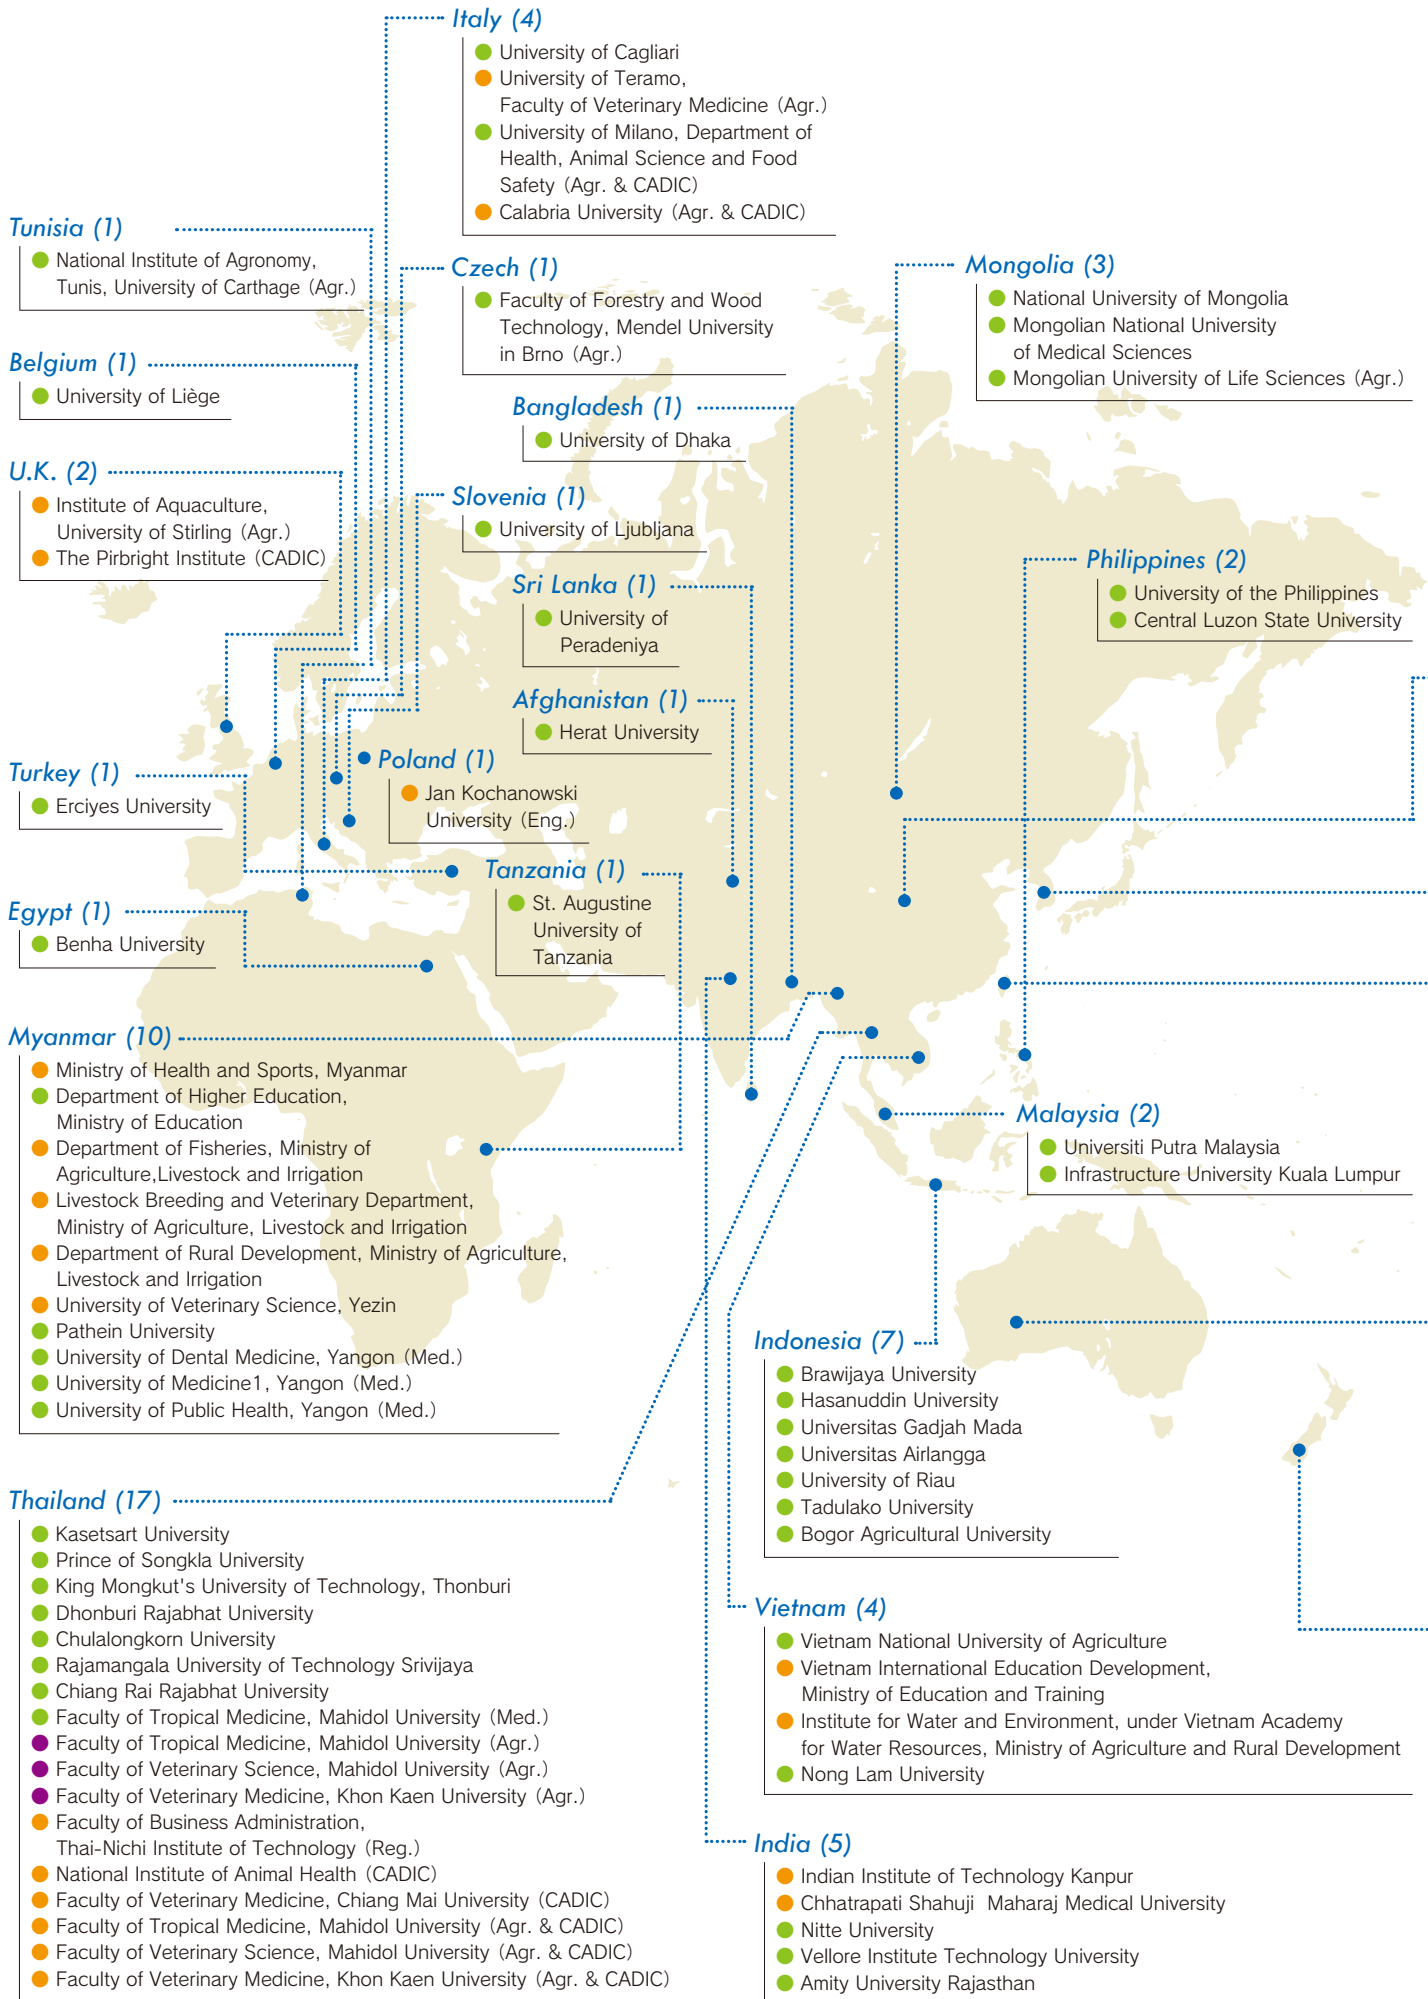 Italy (4)
University of Cagliari
University of Teramo,
Faculty of Veterinary Medicine (Agr.)
University of Milano, Department of
Health, Animal Science and Food
Safety (Agr. & CADIC)
Calabria University (Agr. & CADIC)
Tunisia (1)
National Institute of Agronomy,
Tunis, University of Carthage (Agr.)
Czech (1)
Faculty of Forestry and Wood
Technology, Mendel University
in Brno (Agr.)
Mongolia (3)
National University of Mongolia
Mongolian National University
of Medical Sciences
Mongolian University of Life Sciences (Agr.)
Belgium (1)
University of Liège
Bangladesh (1)
University of Dhaka
U.K. (2)
Institute of Aquaculture,
University of Stirling (Agr.)
The Pirbright Institute (CADIC)
Slovenia (1)
University of Ljubljana
Sri Lanka (1)
University of
Peradeniya
Philippines (2)
University of the Philippines
Central Luzon State University
Afghanistan (1)
Herat University
Turkey (1)
Erciyes University
Poland (1)
Jan Kochanowski
University (Eng.)
Tanzania (1)
St. Augustine
University of
Tanzania
Egypt (1)
Benha University
Myanmar (10)
Ministry of Health and Sports, Myanmar
Department of Higher Education,
Ministry of Education
Department of Fisheries, Ministry of
Agriculture,Livestock and Irrigation
Livestock Breeding and Veterinary Department,
Ministry of Agriculture, Livestock and Irrigation
Department of Rural Development, Ministry of Agriculture,
Livestock and Irrigation
University of Veterinary Science, Yezin
Pathein University
University of Dental Medicine, Yangon (Med.)
University of Medicine1, Yangon (Med.)
University of Public Health, Yangon (Med.)
Malaysia (2)
Universiti Putra Malaysia
Infrastructure University Kuala Lumpur
Indonesia (7)
Brawijaya University
Hasanuddin University
Universitas Gadjah Mada
Universitas Airlangga
University of Riau
Tadulako University
Bogor Agricultural University
Thailand (17)
Kasetsart University
Prince of Songkla University
King Mongkut's University of Technology, Thonburi
Dhonburi Rajabhat University
Chulalongkorn University
Rajamangala University of Technology Srivijaya
Chiang Rai Rajabhat University
Faculty of Tropical Medicine, Mahidol University (Med.)
Faculty of Tropical Medicine, Mahidol University (Agr.)
Faculty of Veterinary Science, Mahidol University (Agr.)
Faculty of Veterinary Medicine, Khon Kaen University (Agr.)
Faculty of Business Administration,
Thai-Nichi Institute of Technology (Reg.)
National Institute of Animal Health (CADIC)
Faculty of Veterinary Medicine, Chiang Mai University (CADIC)
Faculty of Tropical Medicine, Mahidol University (Agr. & CADIC)
Faculty of Veterinary Science, Mahidol University (Agr. & CADIC)
Faculty of Veterinary Medicine, Khon Kaen University (Agr. & CADIC)
Vietnam (4)
Vietnam National University of Agriculture
Vietnam International Education Development,
Ministry of Education and Training
Institute for Water and Environment, under Vietnam Academy
for Water Resources, Ministry of Agriculture and Rural Development
Nong Lam University
India (5)
Indian Institute of Technology Kanpur
Chhatrapati Shahuji Maharaj Medical University
Nitte University
Vellore Institute Technology University
Amity University Rajasthan